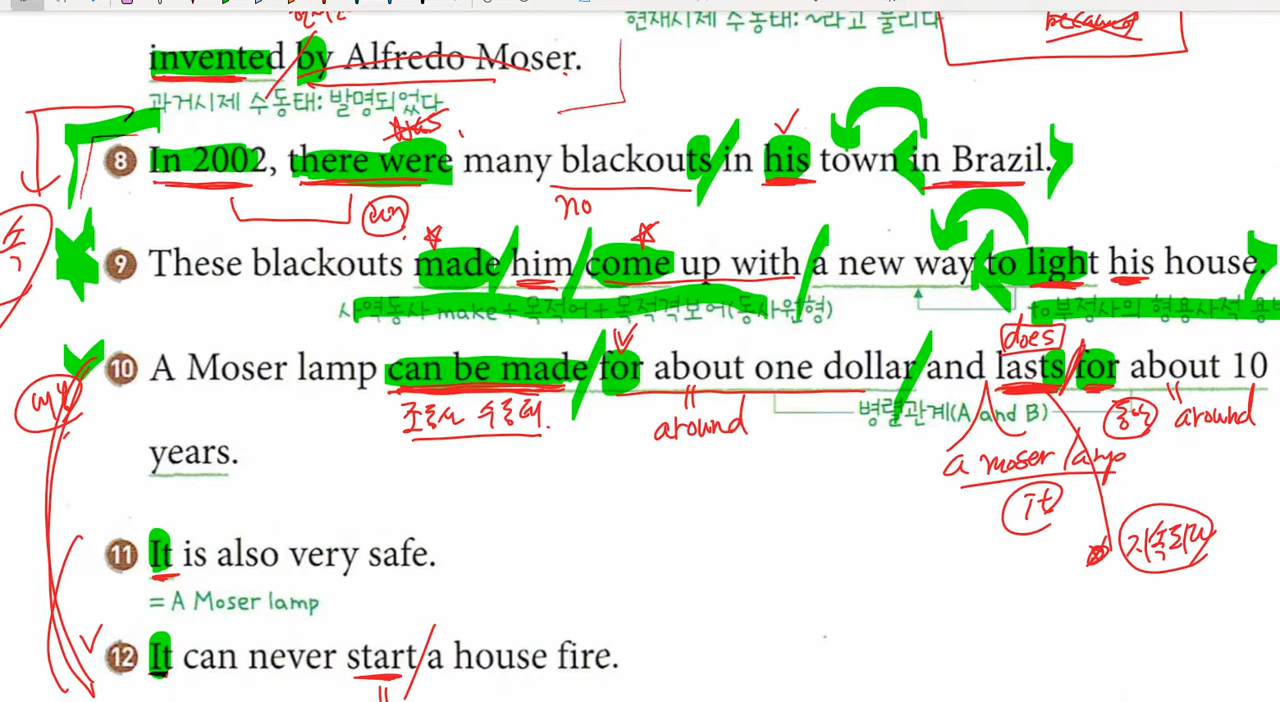 현재시제 수동태: ~라고 불리다
because
invented by Alfredo Moser.
과거시제 수동태: 발명되었다
was
8 In 2002, there were many blackouts in his town in Brazil.
no
9 These blackouts made him come up with a new way to light his house.
사역동사 make + 목적어 + 목적격보어(동사원형)
to부정사의 형용사적 용법
does
10 A Moser lamp can be made for about one dollar and lasts for about 10
조동사 수동태
around
병렬관계(A and B)
동안
around
years.
a moser lamp
It
지속되다
11 It is also very safe.
= A Moser lamp
12 It can never start a house fire.